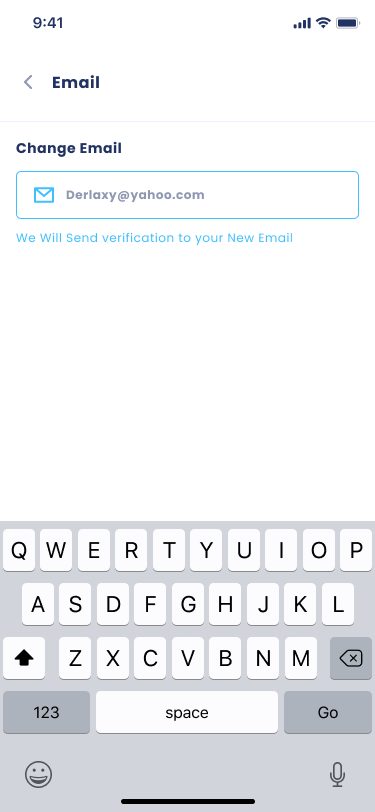 9:41
Email
Change Email
Derlaxy@yahoo.com
We Will Send verification to your New Email
Q W E R T Y U I O P
A S D F G H J K L
Z X C V B N M
123 space Go